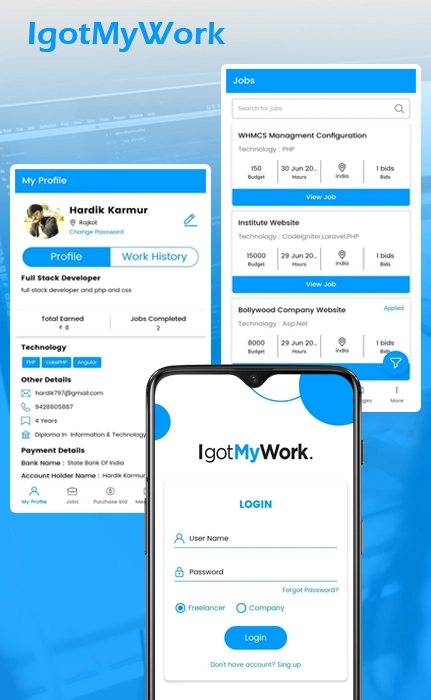 IgotMyWork
Jobs
Search for jobs
WHMCS Managment Configuration
Technology : PHP
150
30 Jun 20...
india
1 bids
Budget
Hours
Bids
View Job
Institute Website
Technology : Codeigniter,Laravel,PHP
15000
29 Jun 20...
india
1 bids
Budget
Hours
Bids
View Job
Bollywood Company Website
Applied
Technology : Asp.Net
8000
29 Jun 20...
india
1 bids
Budget
Hours
Bids
More
My Profile
Hardik Karmur
Rajkot
Change Password
Profile
Work History
Full Stack Developer
full stack developer and php and css
Total Earned
Jobs Completed
₹ 8
2
Technology
PHP
cakePHP
Angular
Other Details
hardik797@gmail.com
9428805887
4 Years
Diploma In Information & Technology
Payment Details
Bank Name : State Bank Of India
Account Holder Name : Hardik Karmur
My Profile
Jobs
Purchase bid
IgotMyWork.
LOGIN
User Name
Password
Forgot Password?
Freelancer
Company
Login
Don't have account? Sing up